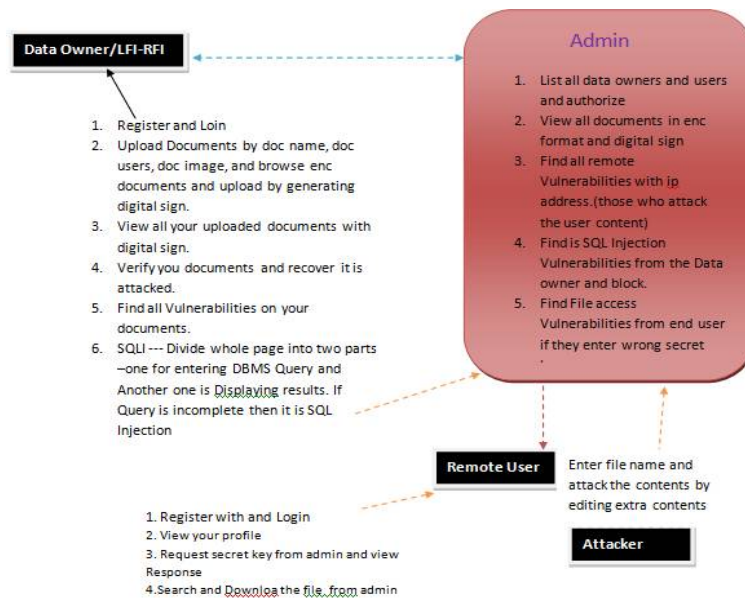 Data Owner/LFI-RFI
1. Register and Loin
2. Upload Documents by doc name, doc
users, doc image, and browse enc
documents and upload by generating
digital sign.
3. View all your uploaded documents with
digital sign.
4. Verify you documents and recover it is
attacked.
5. Find all Vulnerabilities on your
documents.
6. SQLI --- Divide whole page into two parts
–one for entering DBMS Query and
Another one is Displaying results. If
Query is incomplete then it is SQL
Injection
Admin
1. List all data owners and users
and authorize
2. View all documents in enc
format and digital sign
3. Find all remote
Vulnerabilities with ip
address.(those who attack
the user content)
4. Find is SQL Injection
Vulnerabilities from the Data
owner and block.
5. Find File access
Vulnerabilities from end user
if they enter wrong secret
Remote User
1. Register with and Login
2. View your profile
3. Request secret key from admin and view
Response
4.Search and Downloa the file from admin
Enter file name and
attack the contents by
editing extra contents
Attacker